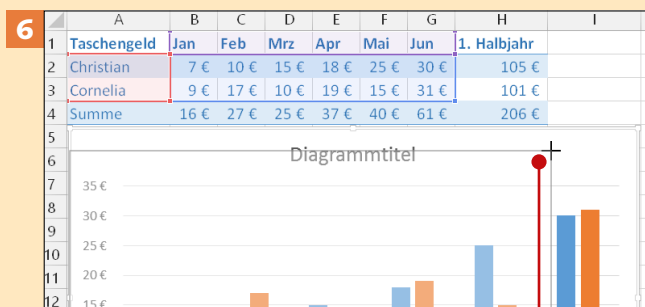 6
A B C D E F G H I
1 Taschengeld Jan Feb Mrz Apr Mai Jun 1. Halbjahr
2 Christian 7 € 10 € 15 € 18 € 25 € 30 € 105 €
3 Cornelia 9 € 17 € 10 € 19 € 15 € 31 € 101 €
4 Summe 16 € 27 € 25 € 37 € 40 € 61 € 206 €
5
6 Diagrammtitel
7 35 €
8 30 €
9
10 25 €
11 20 €
12 15 €